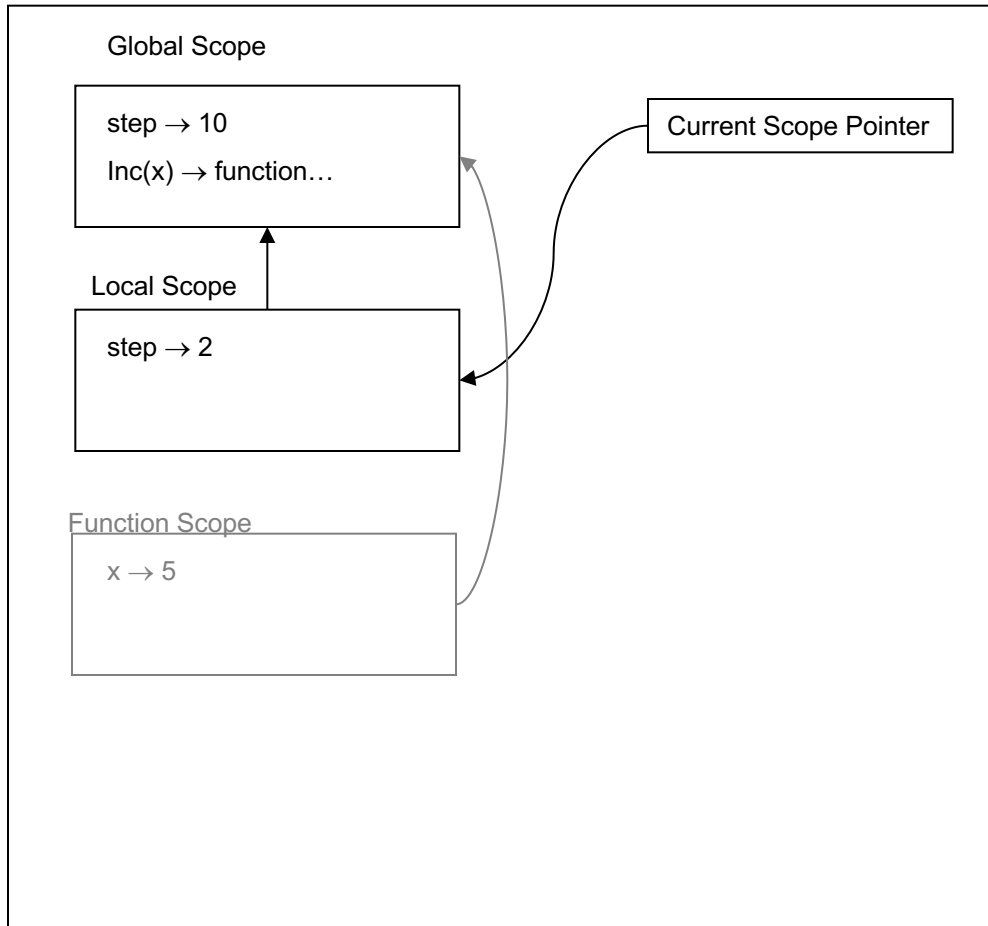 Global Scope
step → 10
Inc(x) → function…
Current Scope Pointer
Local Scope
step → 2
Function Scope
x → 5